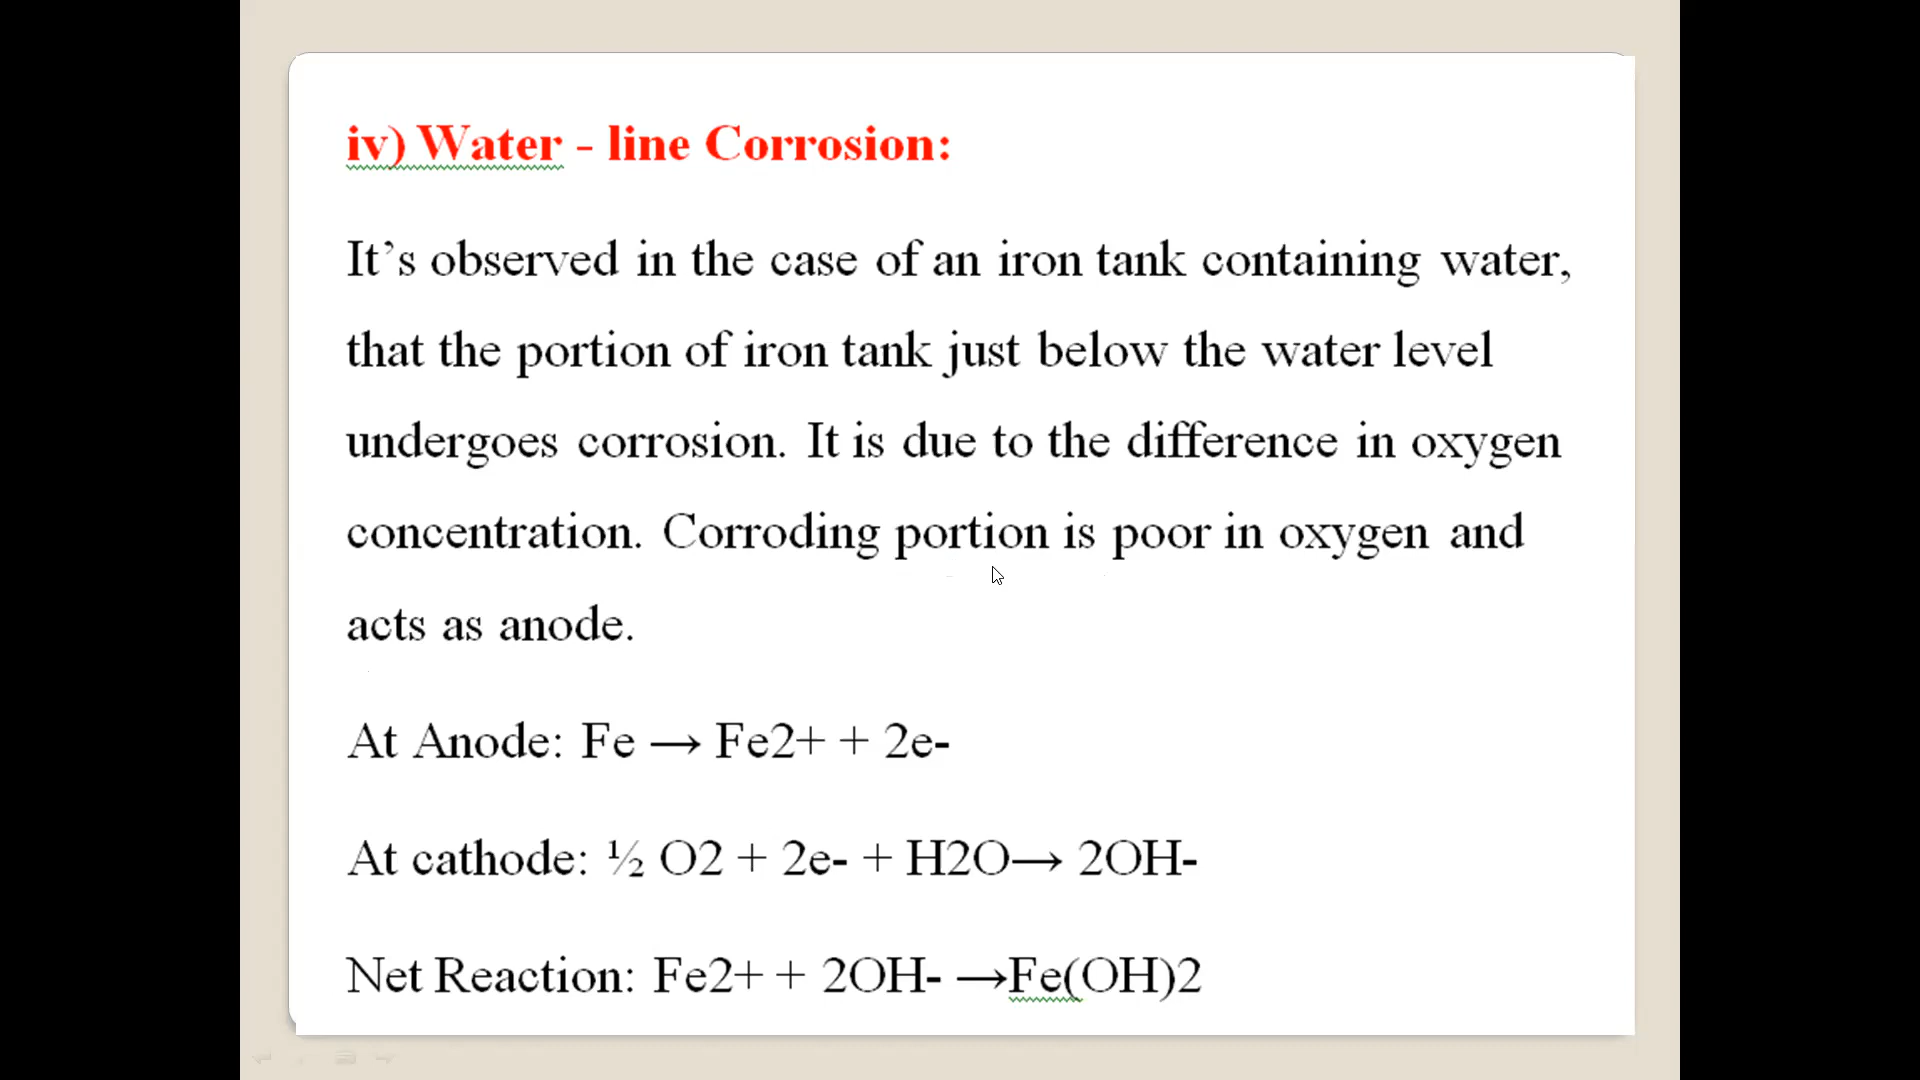 iv) Water - line Corrosion:
It’s observed in the case of an iron tank containing water,
that the portion of iron tank just below the water level
undergoes corrosion. It is due to the difference in oxygen
concentration. Corroding portion is poor in oxygen and
acts as anode.
At Anode: Fe → Fe2+ + 2e-
At cathode: ½ O2 + 2e- + H2O→ 2OH-
Net Reaction: Fe2+ + 2OH- →Fe(OH)2